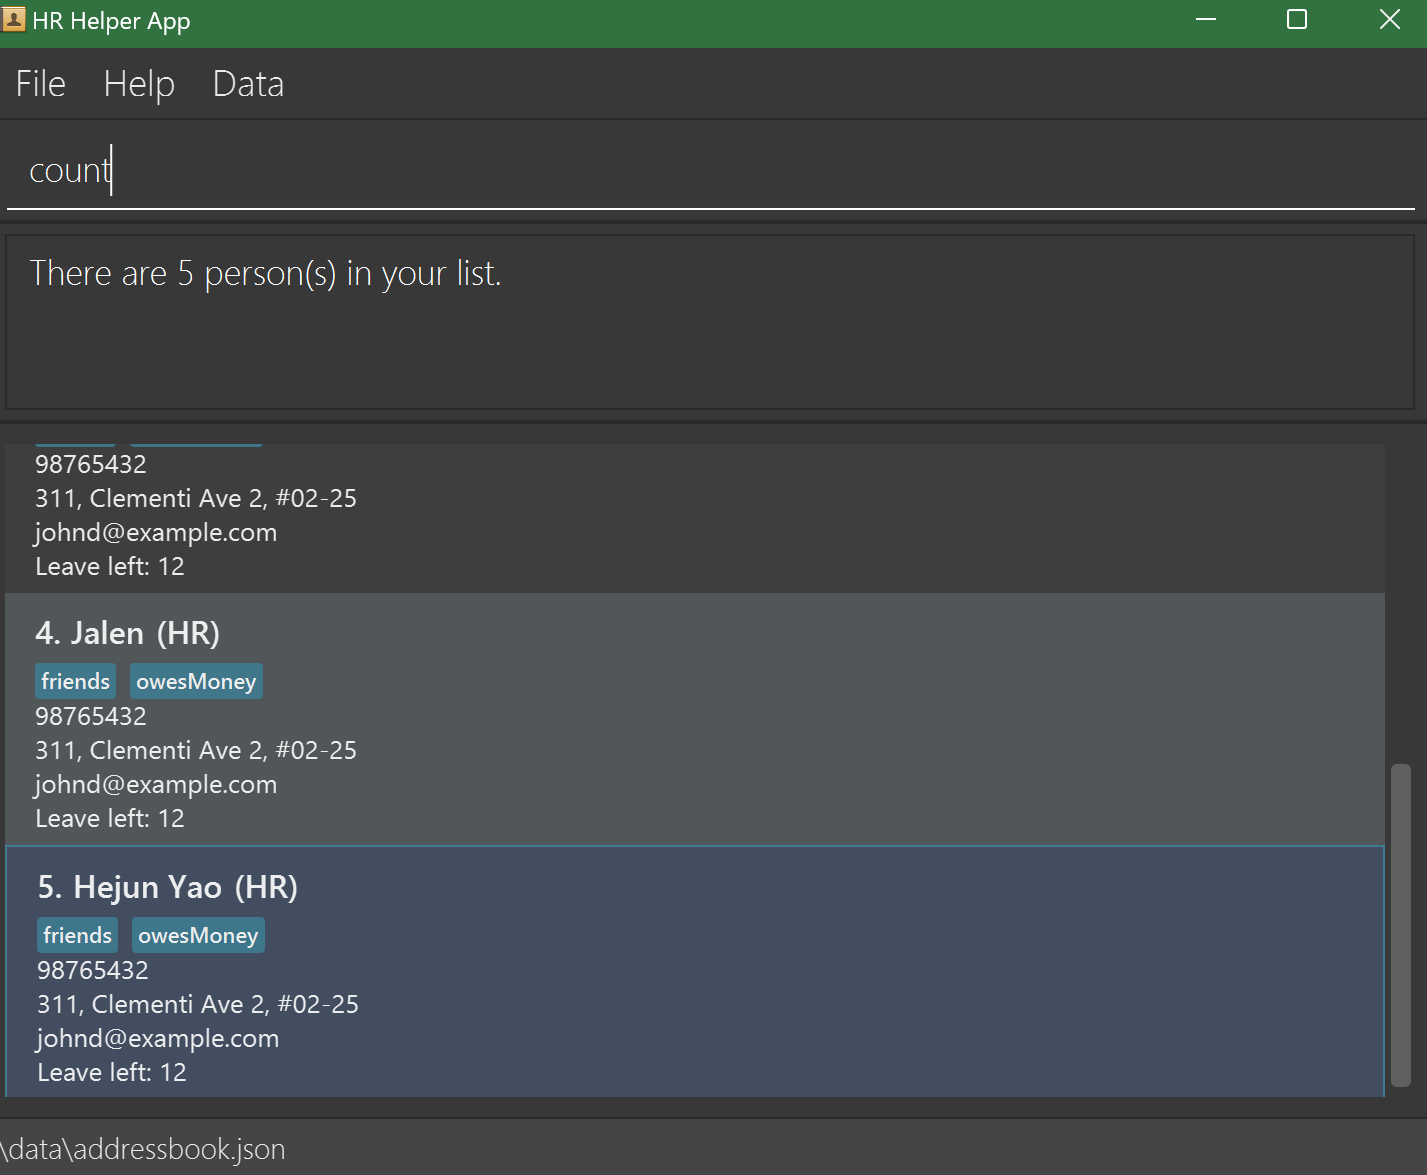 HR Helper App
File Help Data
count
There are 5 person(s) in your list.
98765432
311, Clementi Ave 2, #02-25
johnd@example.com
Leave left: 12
4. Jalen (HR)
friends owesMoney
98765432
311, Clementi Ave 2, #02-25
johnd@example.com
Leave left: 12
5. Hejun Yao (HR)
friends owesMoney
98765432
311, Clementi Ave 2, #02-25
johnd@example.com
Leave left: 12
\data\addressbook.json